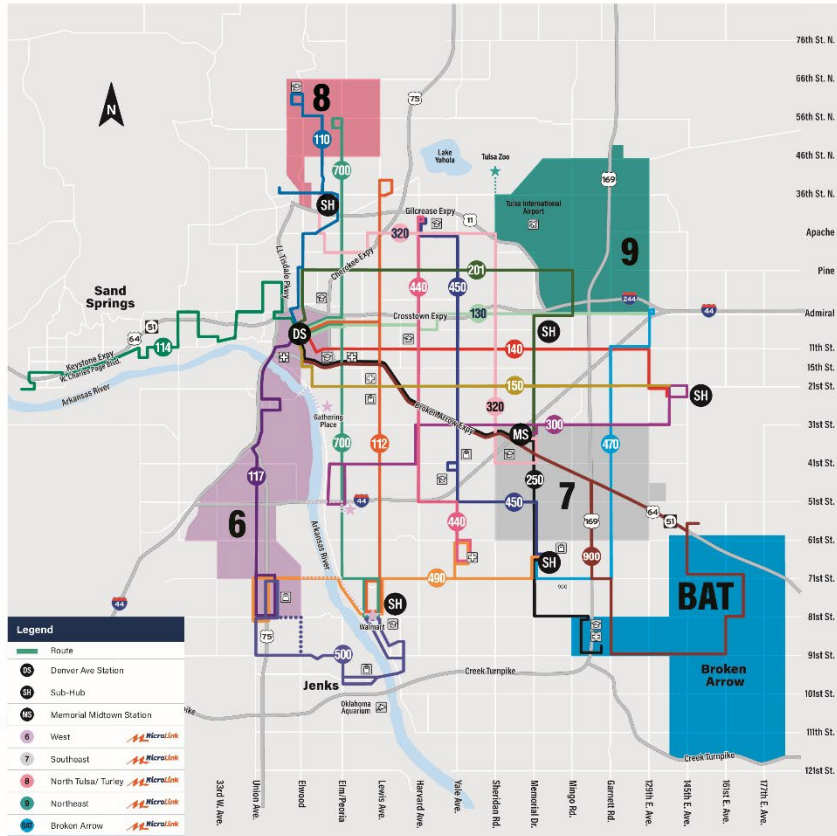 76th St. N.
66th St. N.
8
75
56th St. N.
110
N
46th St. N.
Lake
Yahola
Tulsa Zoo
700
169
36th St. N.
SH
Gilcrease Expy
11
Tulsa International
Airport
Apache
320
LL Tisdale Pkwy
Cherokee Expy
9
201
Pine
Sand
Springs
440
450
244
130
44
Admiral
51
64
DS
Crosstown Expy
SH
Keystone Expy
W. Charles Page Blvd.
114
140
11th St.
15th St.
Arkansas River
150
21st St.
SH
Gathering
Place
320
Broken Arrow Expy
300
31st St.
MS
700
112
470
117
41st St.
250
7
44
450
51st St.
6
440
169
64
51
Arkansas River
61st St.
900
SH
490
900
71st St.
44
BAT
SH
Walmart
81st St.
75
500
91st St.
Jenks
Creek Turnpike
Broken
Arrow
101st St.
Oklahoma
Aquarium
pike
111th St.
Creek Turnpike
121st St.
Legend
Route
DS Denver Ave Station
SH Sub-Hub
MS Memorial Midtown Station
6 West MicroLink
7 Southeast MicroLink
8 North Tulsa/ Turley MicroLink
9 Northeast MicroLink
BAT Broken Arrow MicroLink
33rd W. Ave.
Union Ave.
Elwood
Elm/Peoria
Lewis Ave.
Harvard Ave.
Yale Ave.
Sheridan Rd.
Memorial Dr.
Mingo Rd.
Garnett Rd.
129th E. Ave.
145th E. Ave.
161st E. Ave.
177th E. Ave.